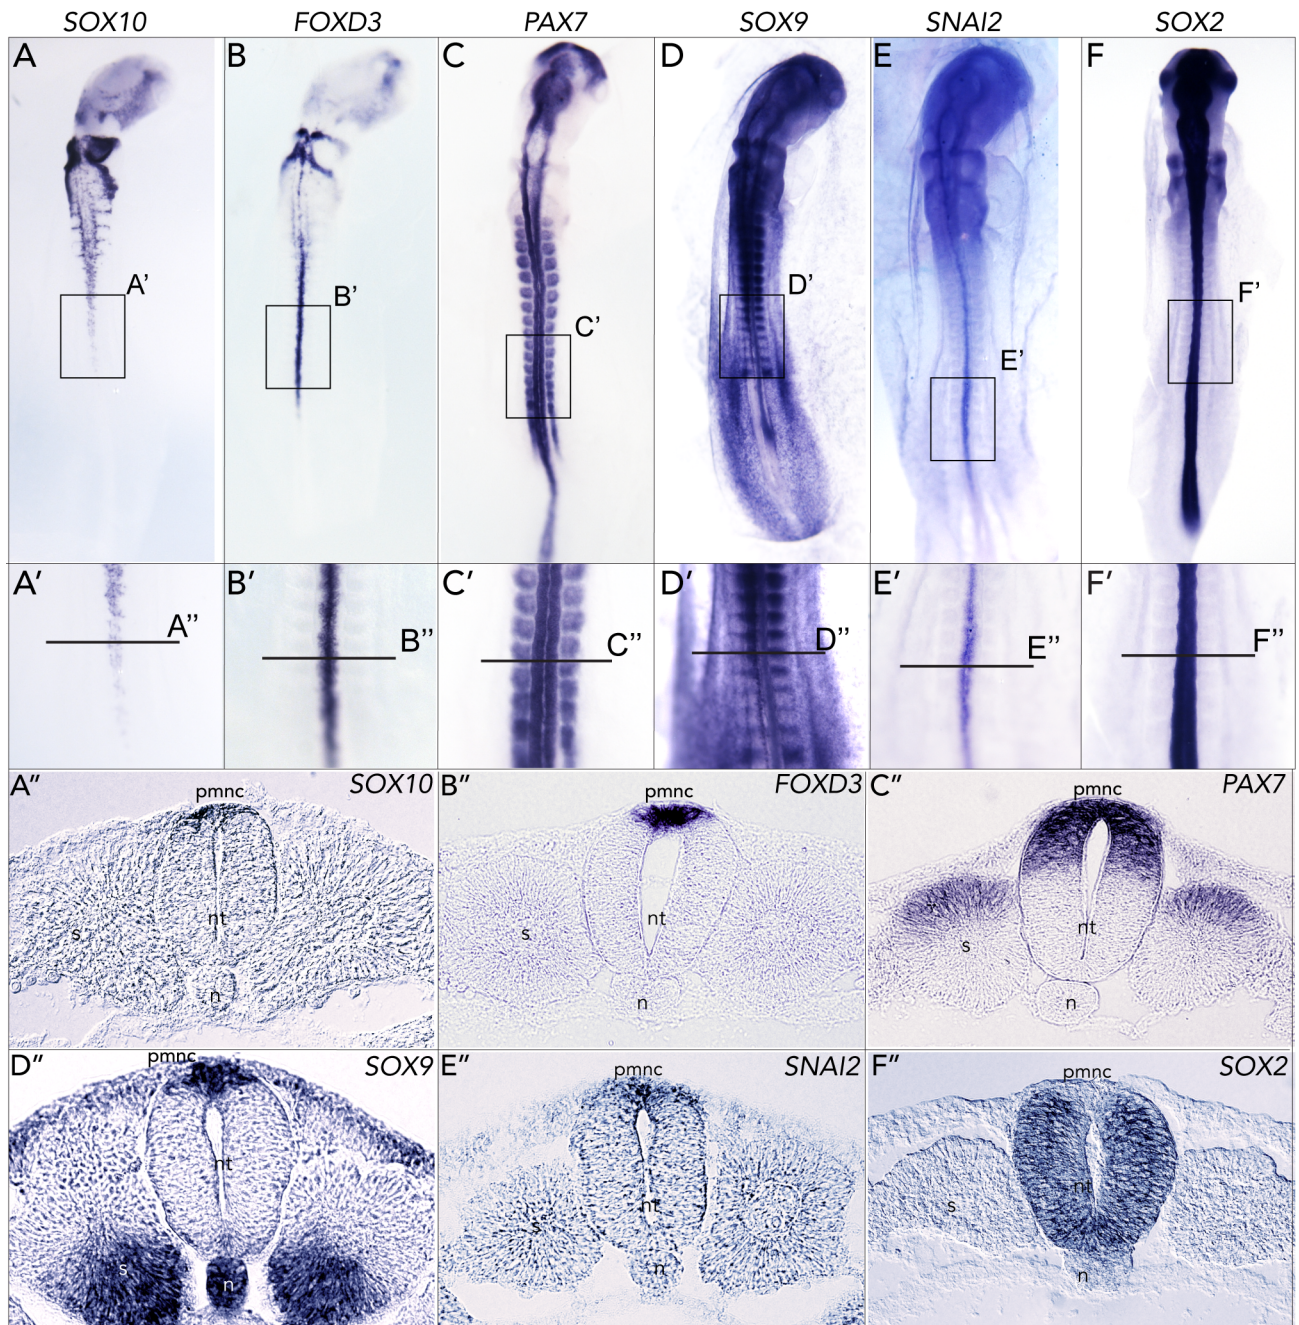 SOX10 FOXD3 PAX7 SOX9 SNAI2 SOX2
A B C D E F
A’ B’ C’ D’ E’ F’
A′ B′ C′ D′ E′ F′
A” B” C” D” E” F”
A″ SOX10 B″ FOXD3 C″ PAX7
pmnc pmnc pmnc
s nt n s nt n s nt n
D″ SOX9 E″ SNAI2 F″ SOX2
pmnc pmnc pmnc
s nt n s nt n s nt n